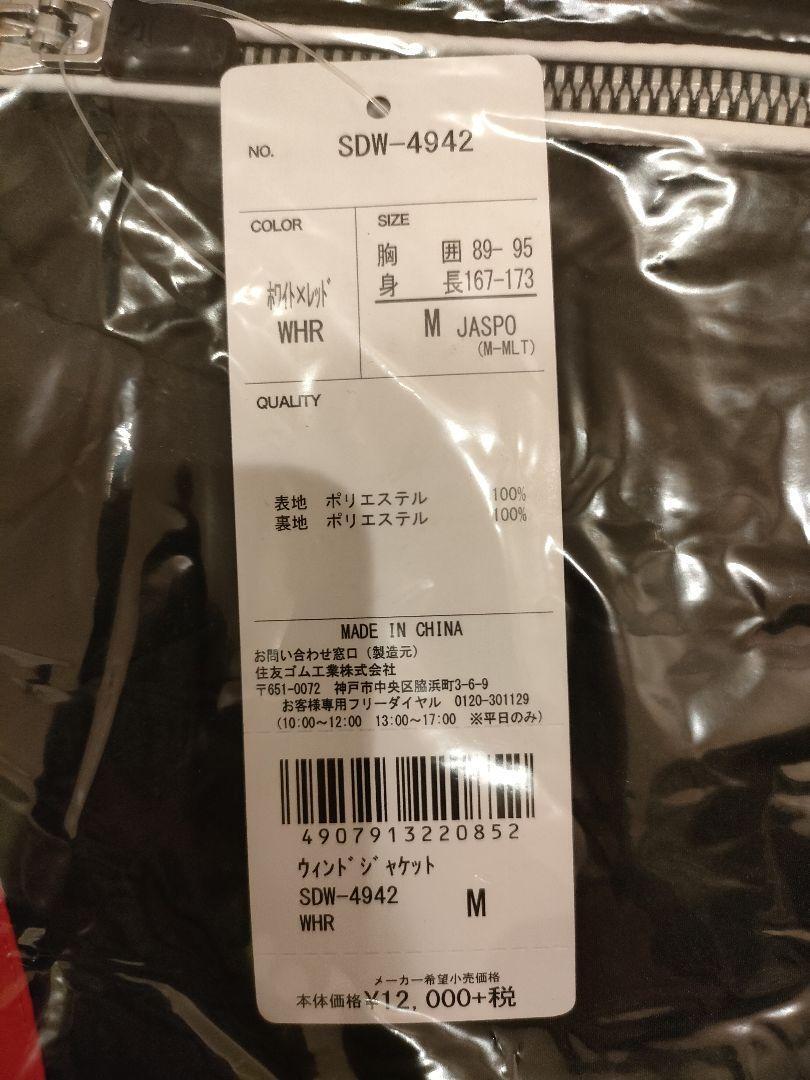 NO. SDW-4942
COLOR
ﾎﾜｲﾄ×ﾚｯﾄﾞ
WHR
SIZE
胸 囲 89- 95
身 長167-173
M JASPO
(M-MLT)
QUALITY
表地 ポリエステル 100%
裏地 ポリエステル 100%
MADE IN CHINA
お問い合わせ窓口（製造元）
住友ゴム工業株式会社
〒651-0072 神戸市中央区脇浜町3-6-9
お客様専用フリーダイヤル 0120-301129
（10:00～12:00 13:00～17:00 ※平日のみ）
4907913220852
ｳｨﾝﾄﾞｼﾞｬｹｯﾄ
SDW-4942 M
WHR
メーカー希望小売価格
本体価格¥12,000+税